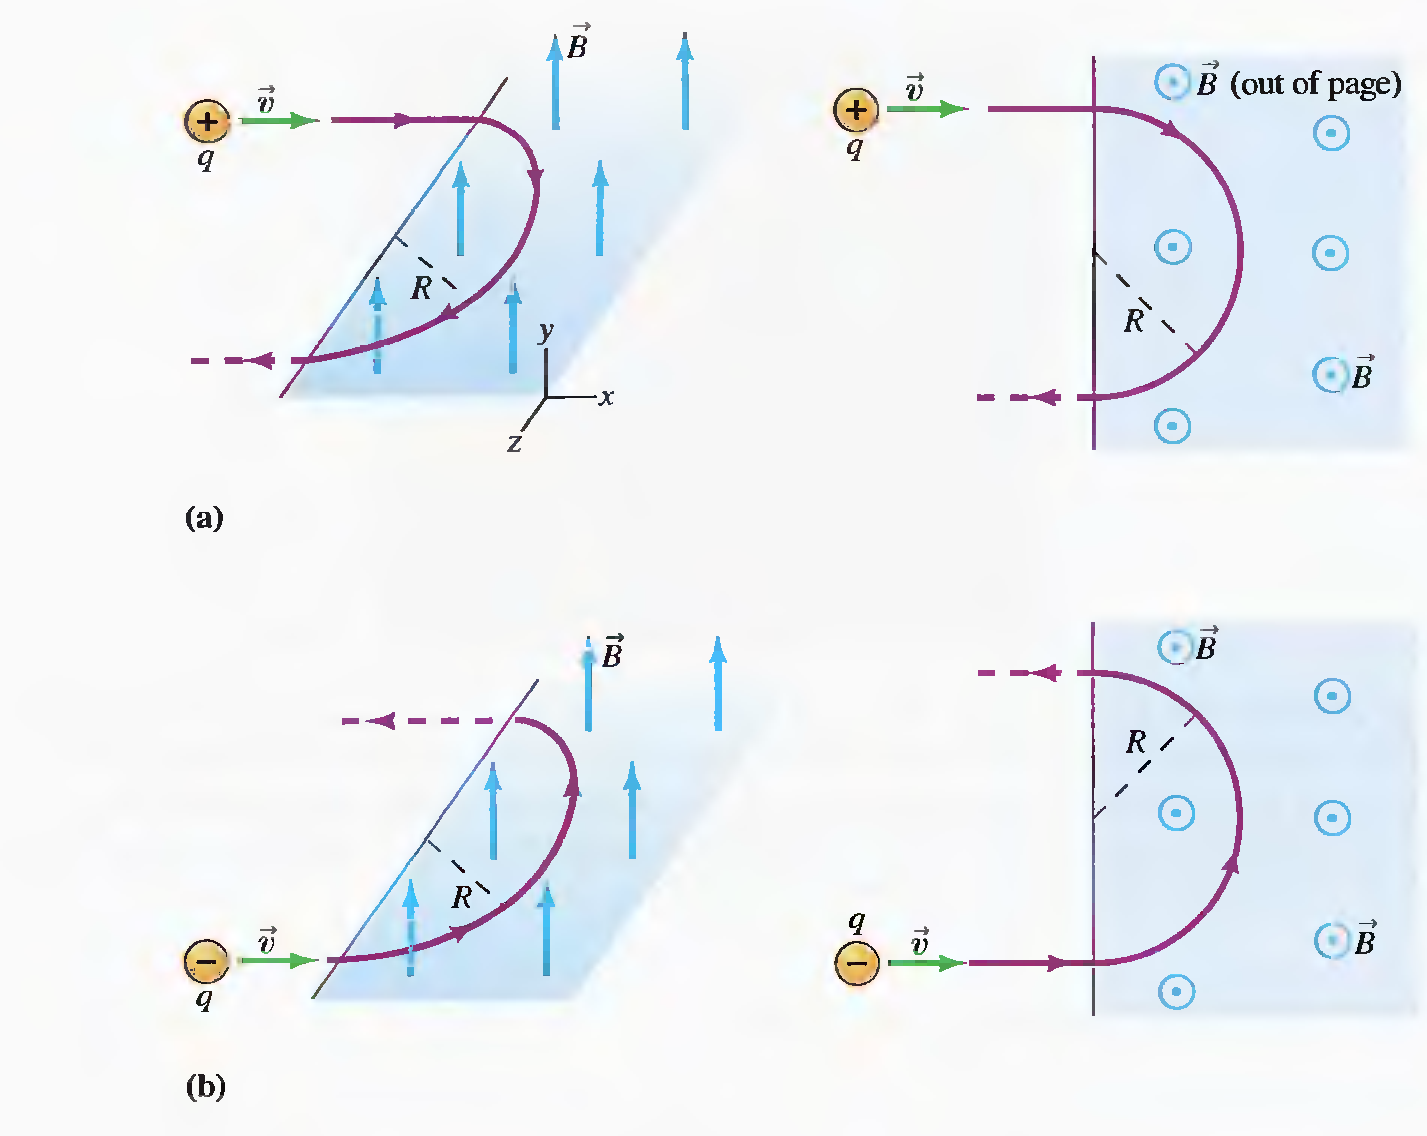 B⃗
v⃗
+
q
R
y
x
z
(a)
v⃗
+
q
B⃗ (out of page)
R
B⃗
B⃗
R
−
v⃗
q
(b)
B⃗
R
q
−
v⃗
B⃗